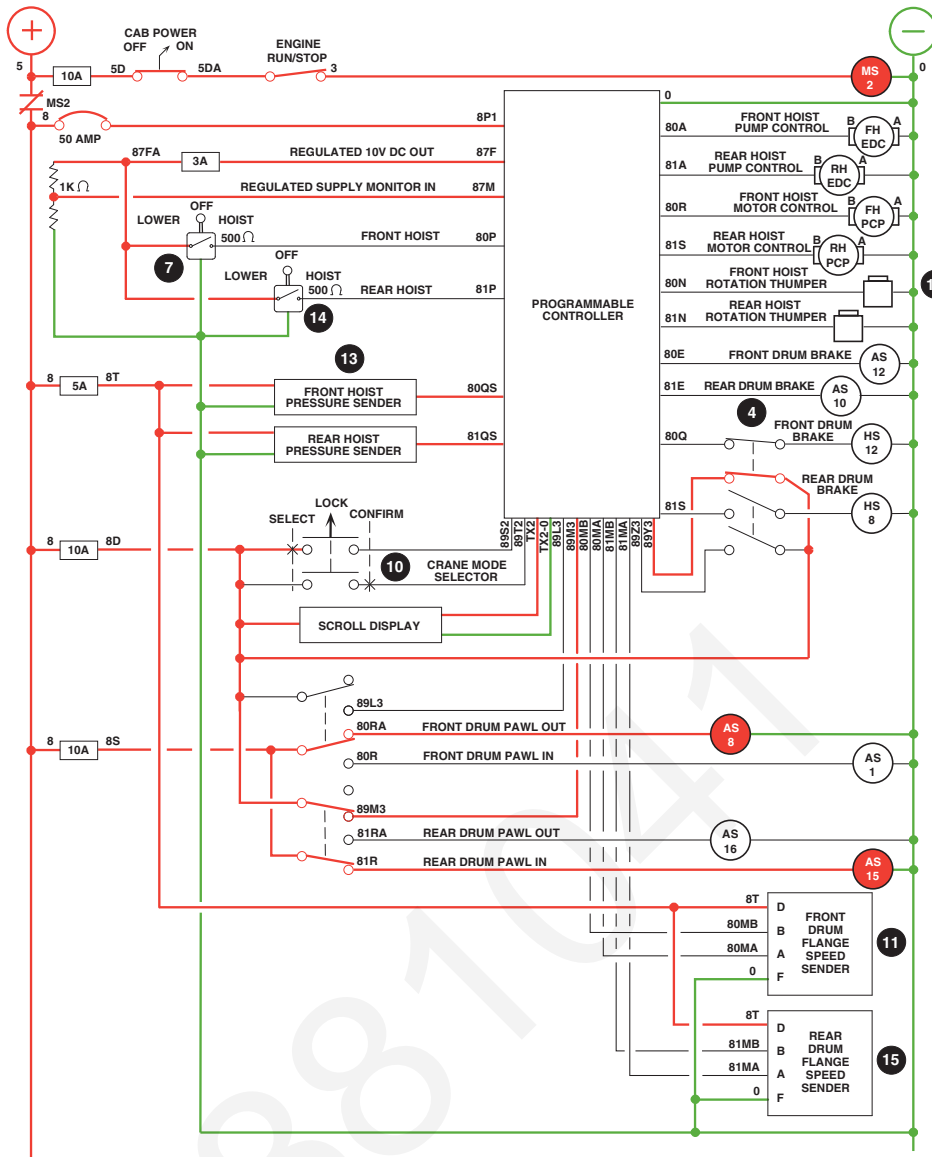 +
−
CAB POWER
OFF ON
ENGINE
RUN/STOP
5
10A
5D
5DA
3
MS
2
0
MS2
8
50 AMP
8P1
0
80A
FRONT HOIST
PUMP CONTROL
B
A
FH
EDC
87FA
3A
REGULATED 10V DC OUT
87F
81A
REAR HOIST
PUMP CONTROL
B
A
RH
EDC
1K Ω
REGULATED SUPPLY MONITOR IN
87M
80R
FRONT HOIST
MOTOR CONTROL
B
A
FH
PCP
OFF
LOWER
HOIST
500 Ω
FRONT HOIST
80P
7
81S
REAR HOIST
MOTOR CONTROL
B
A
RH
PCP
OFF
LOWER
HOIST
500 Ω
REAR HOIST
81P
14
PROGRAMMABLE
CONTROLLER
80N
FRONT HOIST
ROTATION THUMPER
1
81N
REAR HOIST
ROTATION THUMPER
13
80E
FRONT DRUM BRAKE
AS
12
8
5A
8T
FRONT HOIST
PRESSURE SENDER
80QS
81E
REAR DRUM BRAKE
AS
10
4
REAR HOIST
PRESSURE SENDER
81QS
80Q
FRONT DRUM
BRAKE
HS
12
REAR DRUM
BRAKE
81S
HS
8
LOCK
SELECT
CONFIRM
8
10A
8D
10
CRANE MODE
SELECTOR
89S2
89T2
TX2
TX2-0
89L3
89M3
80MB
80MA
81MB
81MA
89Z3
89Y3
SCROLL DISPLAY
89L3
80RA
FRONT DRUM PAWL OUT
AS
8
8
10A
8S
80R
FRONT DRUM PAWL IN
AS
1
89M3
81RA
REAR DRUM PAWL OUT
AS
16
81R
REAR DRUM PAWL IN
AS
15
8T
D
80MB
B
80MA
A
0
F
FRONT
DRUM
FLANGE
SPEED
SENDER
11
8T
D
81MB
B
81MA
A
0
F
REAR
DRUM
FLANGE
SPEED
SENDER
15